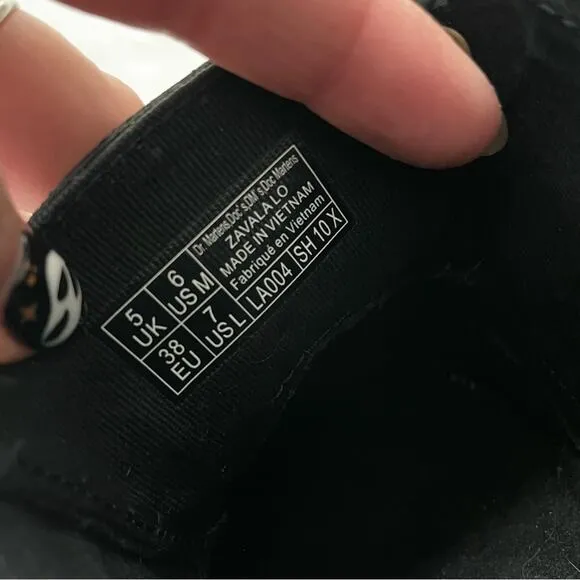 Dr. Martens,Doc's,DM's,Doc Martens
ZAVALA LO
MADE IN VIETNAM
Fabriqué en Vietnam
LA004
SH 10 X
5
UK
6
US M
38
EU
7
US L